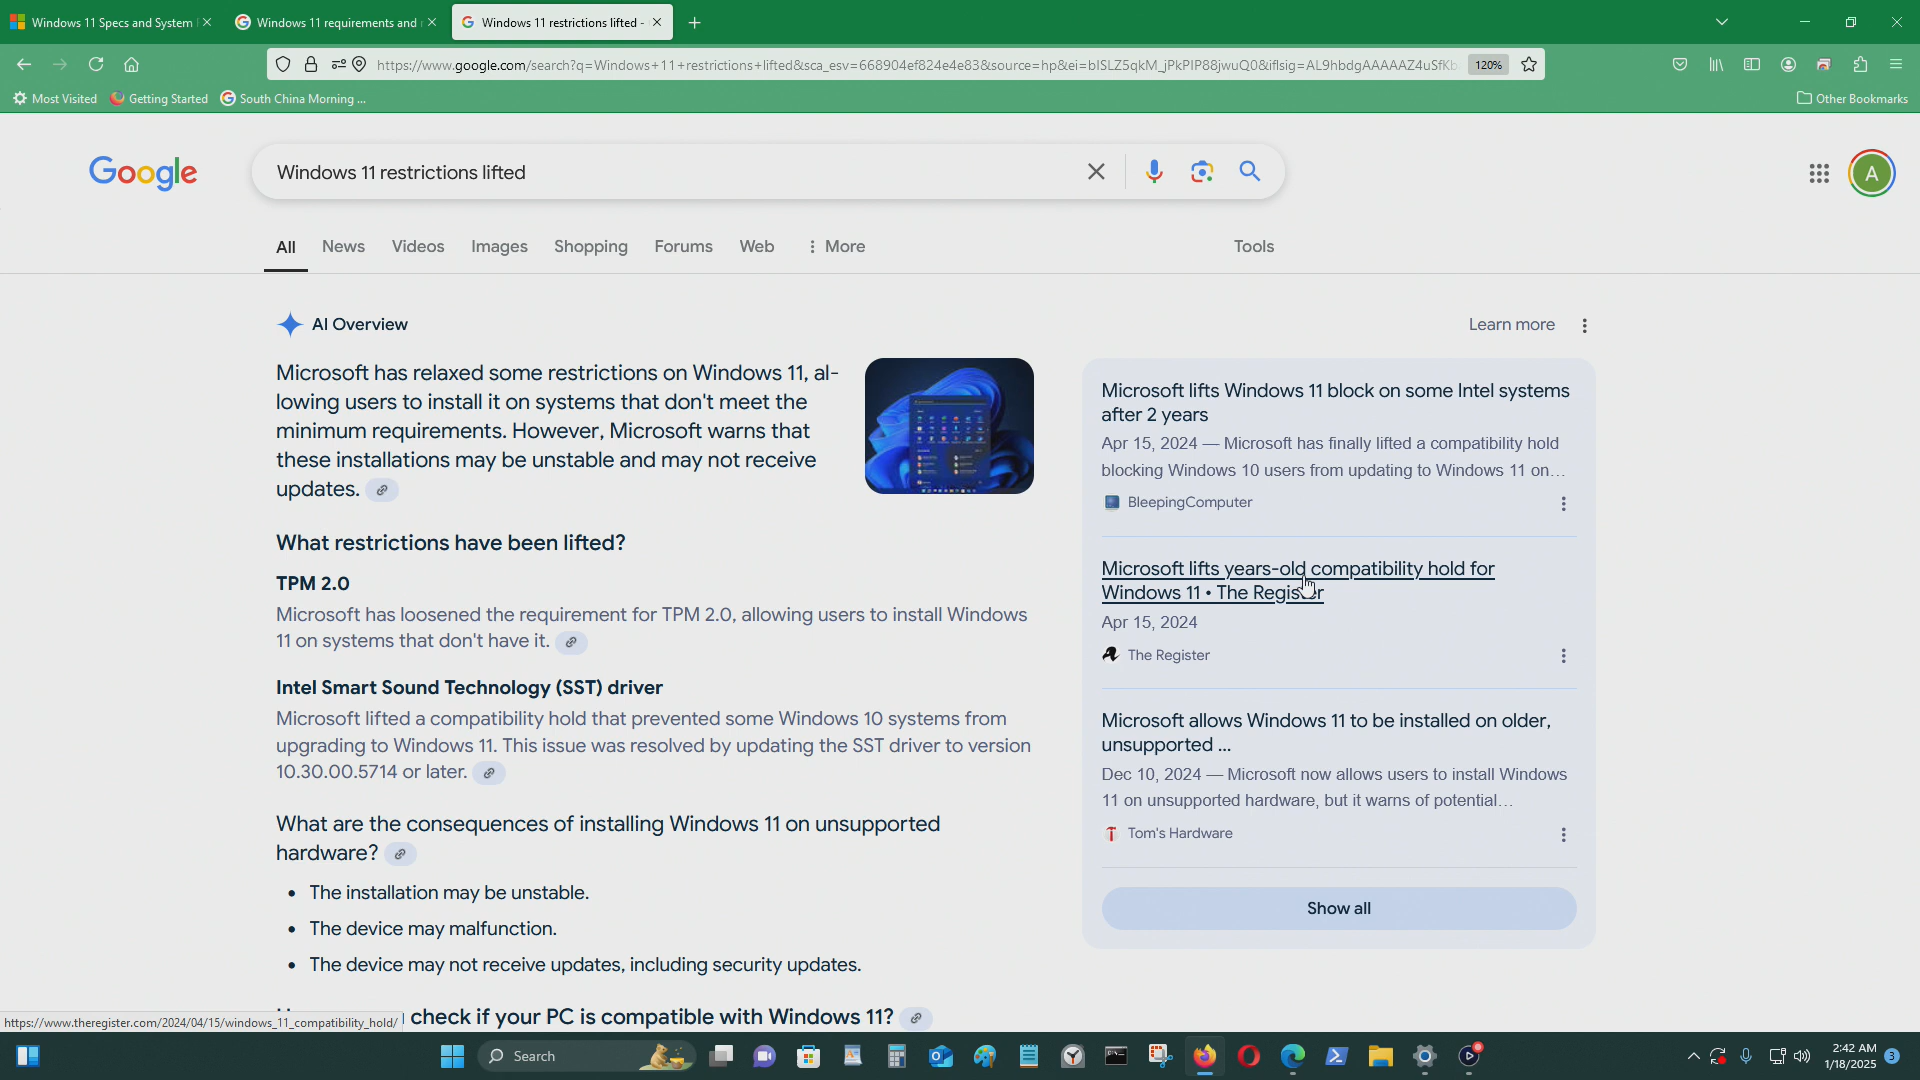 Windows 11 Specs and System
Windows 11 requirements and
Windows 11 restrictions lifted -
https://www.google.com/search?q=Windows+11+restrictions+lifted&sca_esv=668904ef824e4e83&source=hp&ei=
120%
Most Visited
Getting Started
South China Morning ...
Other Bookmarks
Google
Windows 11 restrictions lifted
A
All
News
Videos
Images
Shopping
Forums
Web
More
Tools
AI Overview
Learn more
Microsoft has relaxed some restrictions on Windows 11, al-
lowing users to install it on systems that don't meet the
minimum requirements. However, Microsoft warns that
these installations may be unstable and may not receive
updates.
What restrictions have been lifted?
TPM 2.0
Microsoft has loosened the requirement for TPM 2.0, allowing users to install Windows
11 on systems that don't have it.
Intel Smart Sound Technology (SST) driver
Microsoft lifted a compatibility hold that prevented some Windows 10 systems from
upgrading to Windows 11. This issue was resolved by updating the SST driver to version
10.30.00.5714 or later.
What are the consequences of installing Windows 11 on unsupported
hardware?
• The installation may be unstable.
• The device may malfunction.
• The device may not receive updates, including security updates.
check if your PC is compatible with Windows 11?
Microsoft lifts Windows 11 block on some Intel systems
after 2 years
Apr 15, 2024 — Microsoft has finally lifted a compatibility hold
blocking Windows 10 users from updating to Windows 11 on...
BleepingComputer
Microsoft lifts years-old compatibility hold for
Windows 11 • The Register
Apr 15, 2024
The Register
Microsoft allows Windows 11 to be installed on older,
unsupported ...
Dec 10, 2024 — Microsoft now allows users to install Windows
11 on unsupported hardware, but it warns of potential...
Tom's Hardware
Show all
https://www.theregister.com/2024/04/15/windows_11_compatibility_hold/
Search
2:42 AM
1/18/2025
3